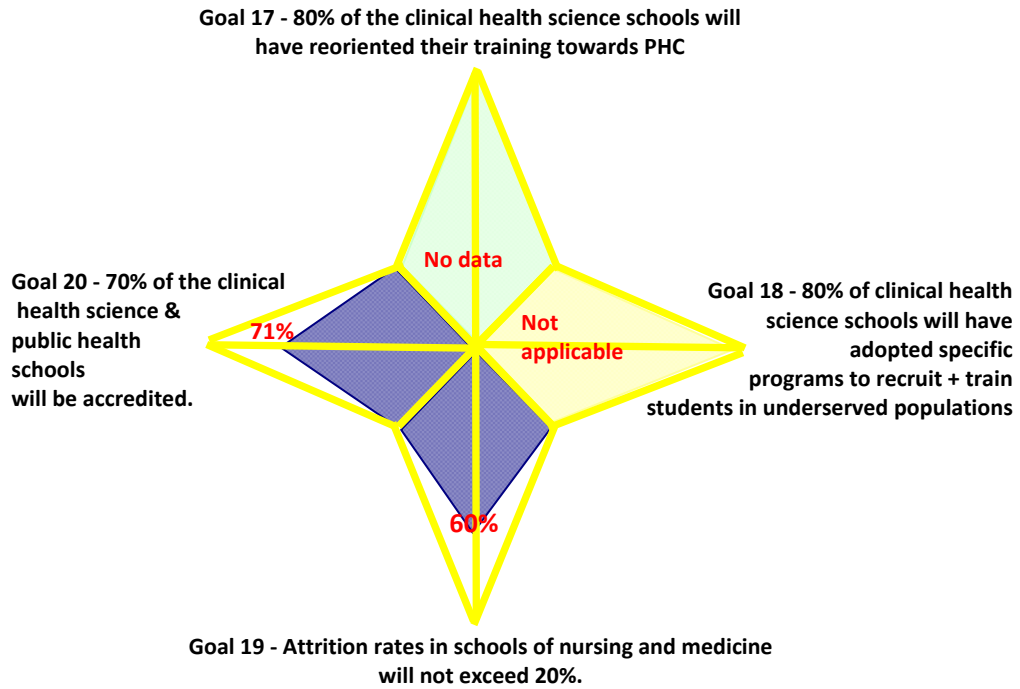 Goal 17 - 80% of the clinical health science schools will
have reoriented their training towards PHC
No data
Goal 20 - 70% of the clinical
health science &
public health
schools
will be accredited.
71%
Not
applicable
Goal 18 - 80% of clinical health
science schools will have
adopted specific
programs to recruit + train
students in underserved populations
60%
Goal 19 - Attrition rates in schools of nursing and medicine
will not exceed 20%.